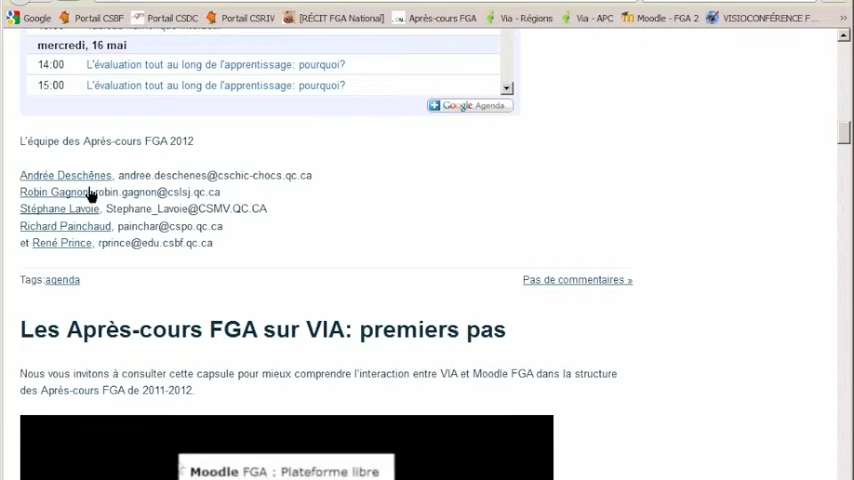 Google Portail CSBF Portail CSDC Portail CSRIV [RÉCIT FGA National] Après-cours FGA Via - Régions Via - APC Moodle - FGA 2 VISIOCONFÉRENCE F... »
mercredi, 16 mai
14:00 L'évaluation tout au long de l'apprentissage: pourquoi?
15:00 L'évaluation tout au long de l'apprentissage: pourquoi?
Google Agenda
L'équipe des Après-cours FGA 2012
Andrée Deschênes, andree.deschenes@cschic-chocs.qc.ca
Robin Gagnon robin.gagnon@cslsj.qc.ca
Stéphane Lavoie, Stephane_Lavoie@CSMV.QC.CA
Richard Painchaud, painchar@cspo.qc.ca
et René Prince, rprince@edu.csbf.qc.ca
Tags:agenda Pas de commentaires »
Les Après-cours FGA sur VIA: premiers pas
Nous vous invitons à consulter cette capsule pour mieux comprendre l'interaction entre VIA et Moodle FGA dans la structure
des Après-cours FGA de 2011-2012.
Moodle FGA : Plateforme libre